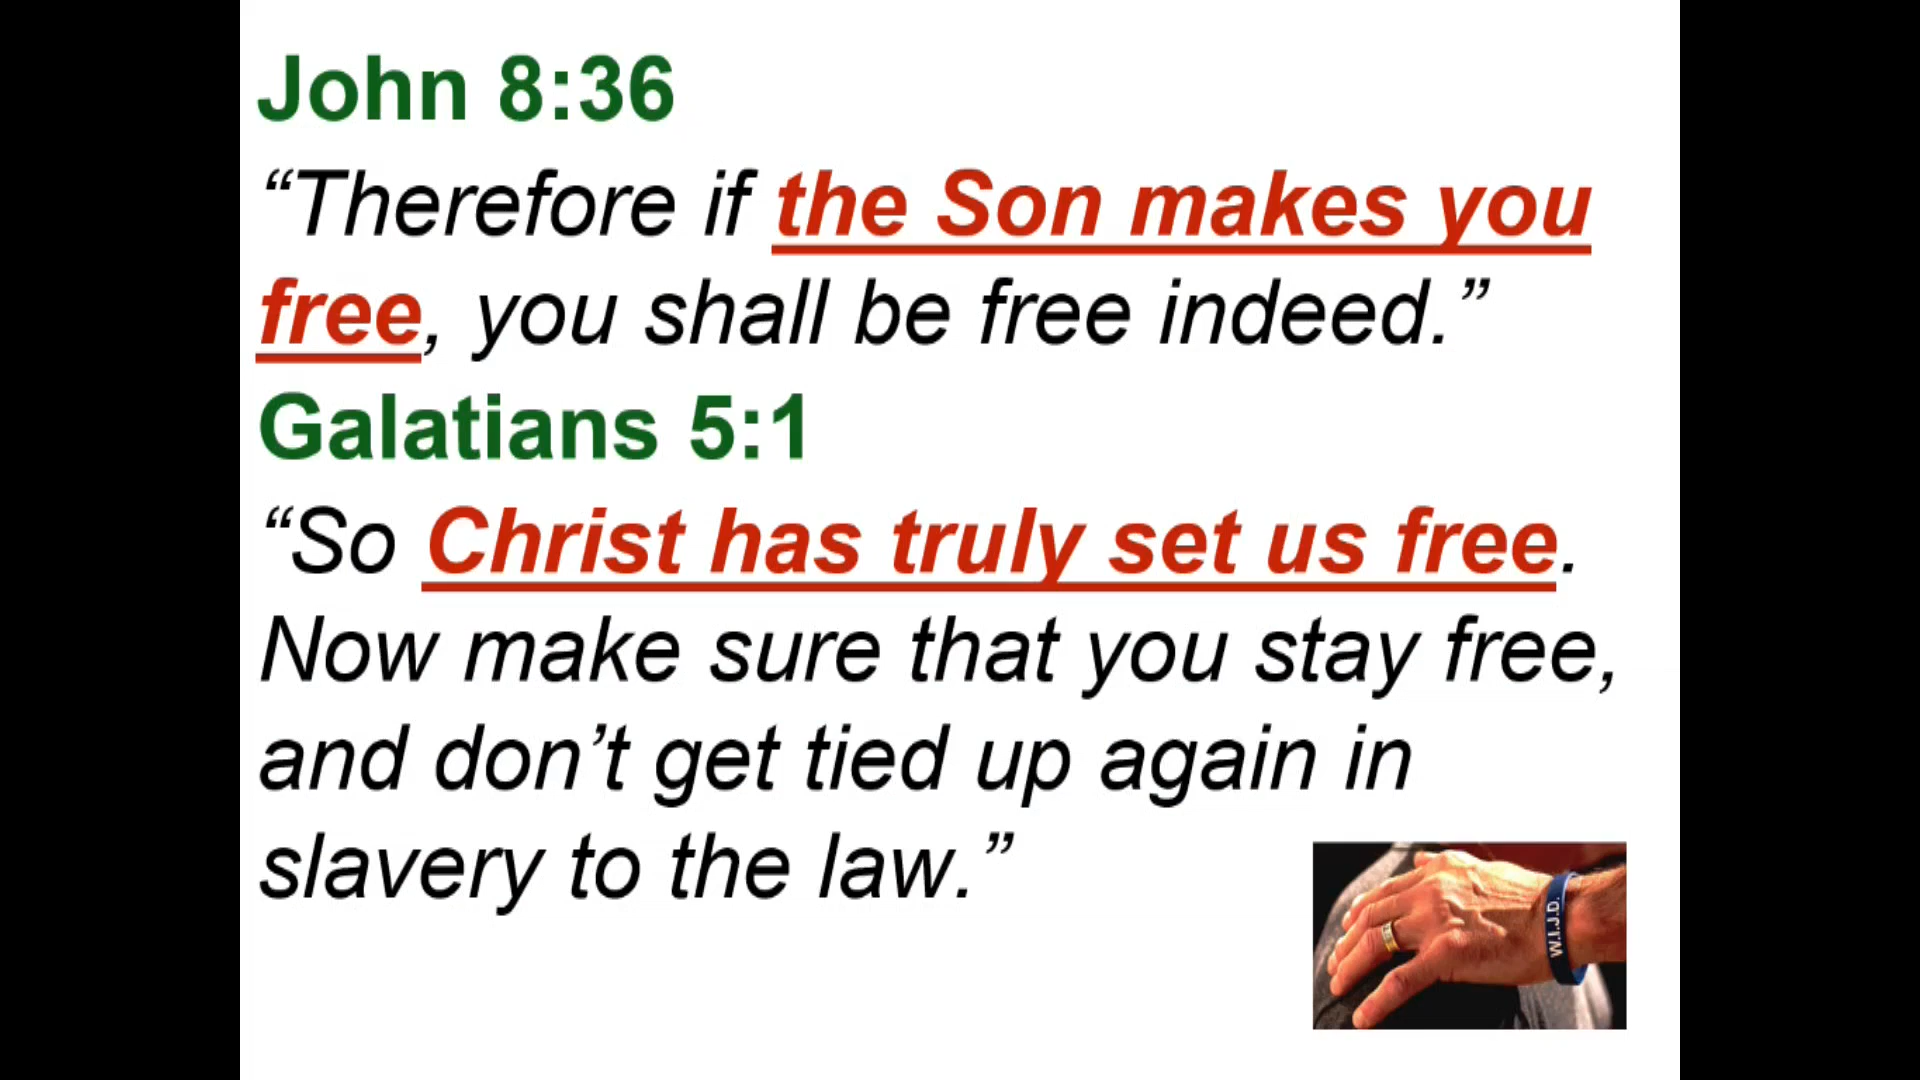 John 8:36
“Therefore if the Son makes you
free, you shall be free indeed.”
Galatians 5:1
“So Christ has truly set us free.
Now make sure that you stay free,
and don’t get tied up again in
slavery to the law.”
W.I.J.D.